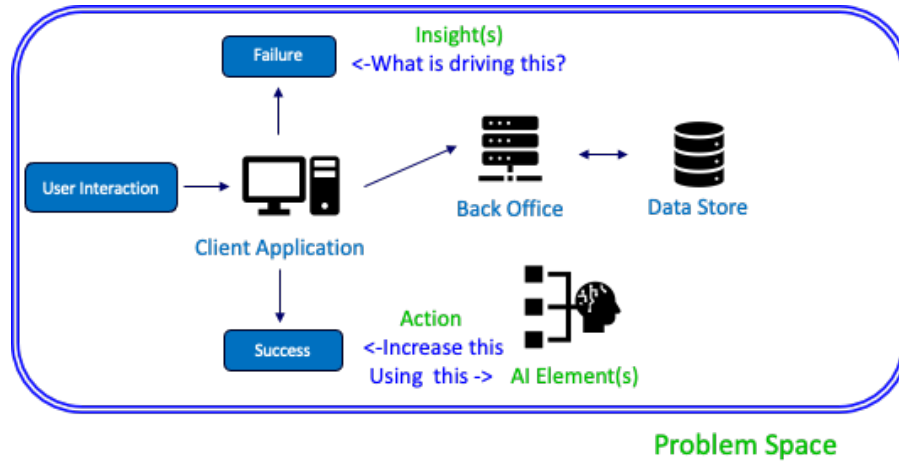 Insight(s)
Failure
<-What is driving this?
User Interaction
Client Application
Back Office
Data Store
Action
Success
<-Increase this
Using this ->
AI Element(s)
Problem Space